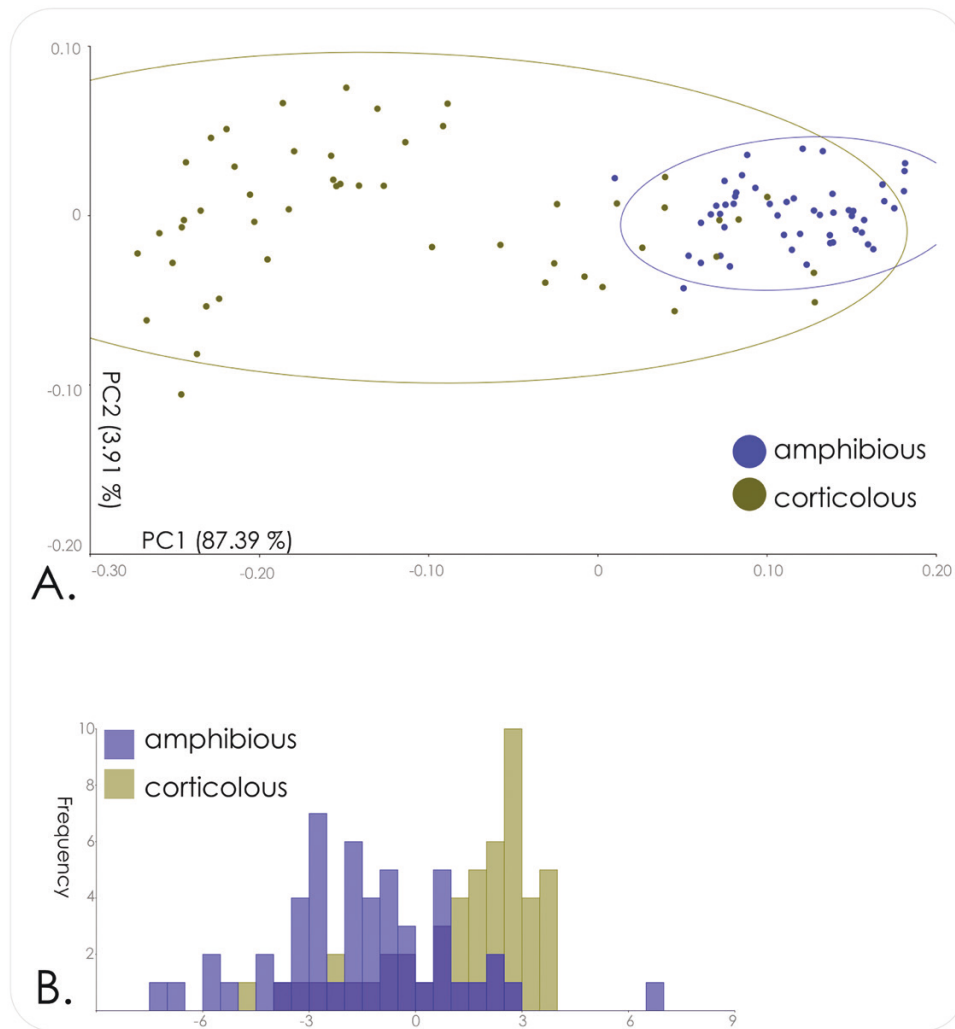 0.10
0
-0.10
-0.20
PC2 (3.91 %)
PC1 (87.39 %)
amphibious
corticolous
-0.30 -0.20 -0.10 0 0.10 0.20
A.
10
8
6
4
2
Frequency
amphibious
corticolous
B.
-6 -3 0 3 6 9